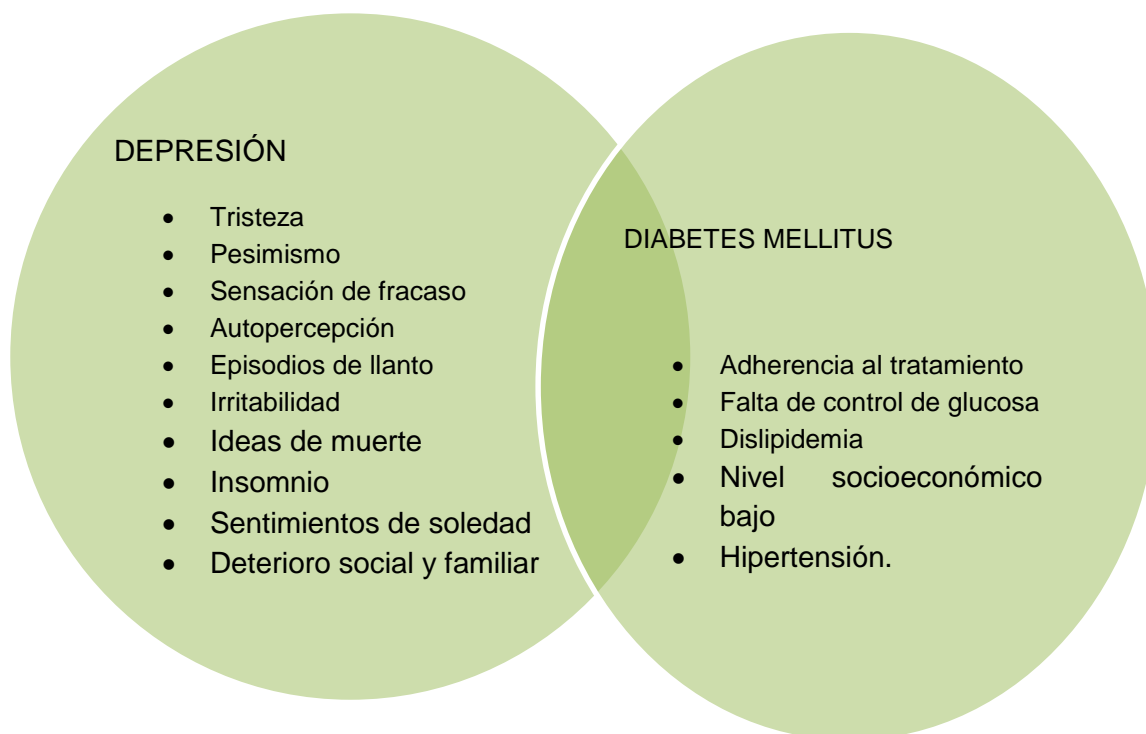 DEPRESIÓN
• Tristeza
• Pesimismo
• Sensación de fracaso
• Autopercepción
• Episodios de llanto
• Irritabilidad
• Ideas de muerte
• Insomnio
• Sentimientos de soledad
• Deterioro social y familiar
DIABETES MELLITUS
• Adherencia al tratamiento
• Falta de control de glucosa
• Dislipidemia
• Nivel socioeconómico
bajo
• Hipertensión.